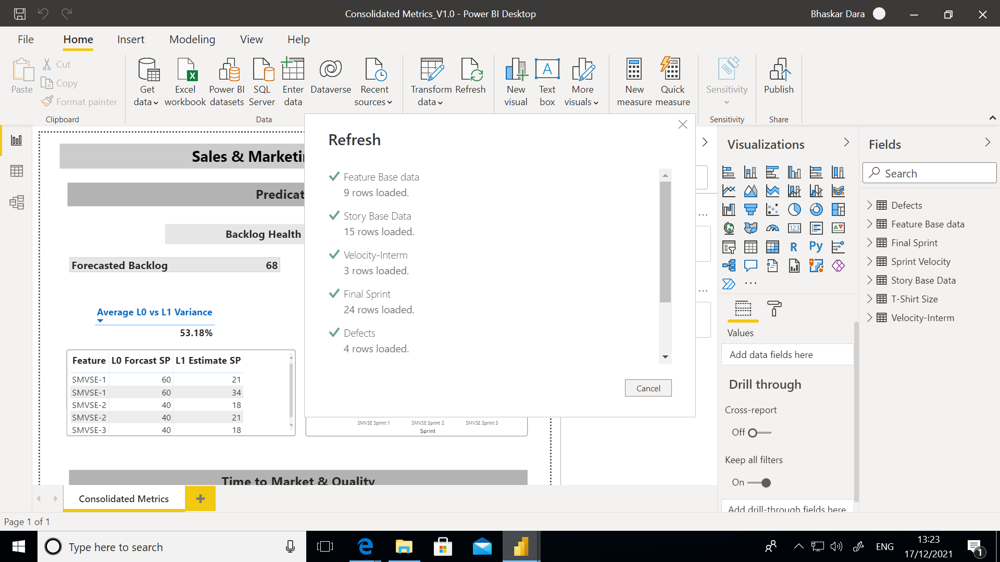 Consolidated Metrics_V1.0 - Power BI Desktop
Bhaskar Dara
File Home Insert Modeling View Help
Paste
Cut
Copy
Format painter
Clipboard
Get data
Excel workbook
Power BI datasets
SQL Server
Enter data
Dataverse
Recent sources
Data
Transform data
Refresh
New visual
Text box
More visuals
New measure
Quick measure
Sensitivity
Sensitivity
Publish
Share
Sales & Marketi
Predicat
Backlog Health
Forecasted Backlog 68
Average L0 vs L1 Variance
53.18%
Feature L0 Forcast SP L1 Estimate SP
SMVSE-1 60 21
SMVSE-1 60 34
SMVSE-2 40 18
SMVSE-2 40 21
SMVSE-3 40 18
Refresh
Feature Base data
9 rows loaded.
Story Base Data
15 rows loaded.
Velocity-Interm
3 rows loaded.
Final Sprint
24 rows loaded.
Defects
4 rows loaded.
Cancel
SMVSE Sprint 1 SMVSE Sprint 2 SMVSE Sprint 3
Sprint
Time to Market & Quality
Visualizations
123
R Py
Values
Add data fields here
Drill through
Cross-report
Off
Keep all filters
On
Add drill-through fields here
Fields
Search
Defects
Feature Base data
Final Sprint
Sprint Velocity
Story Base Data
T-Shirt Size
Velocity-Interm
Consolidated Metrics
Page 1 of 1
Type here to search
ENG
13:23
17/12/2021
1